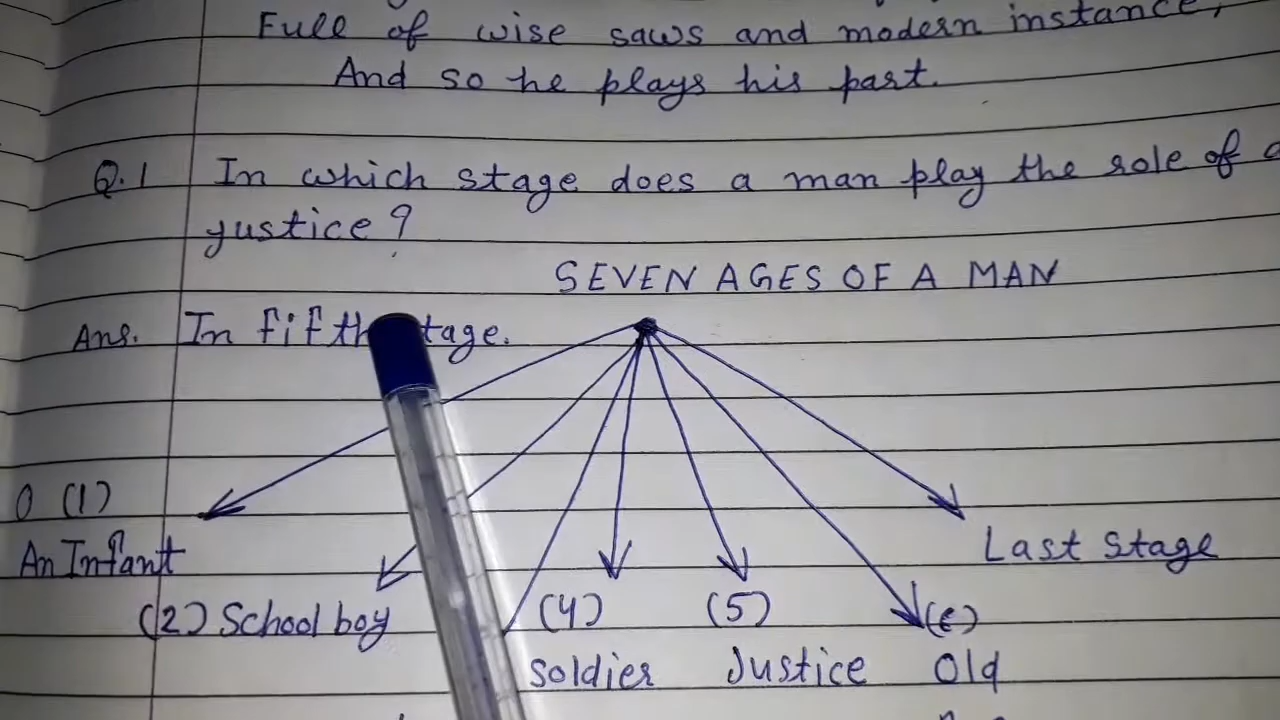 Full of wise saws and modern instance,
And so he plays his part.
Q.1 In which stage does a man play the role of a
justice?
SEVEN AGES OF A MAN
Ans. In fifth stage.
(1)
An Infant
Last Stage
(2) School boy
(4)
(5)
Soldier
Justice
Old